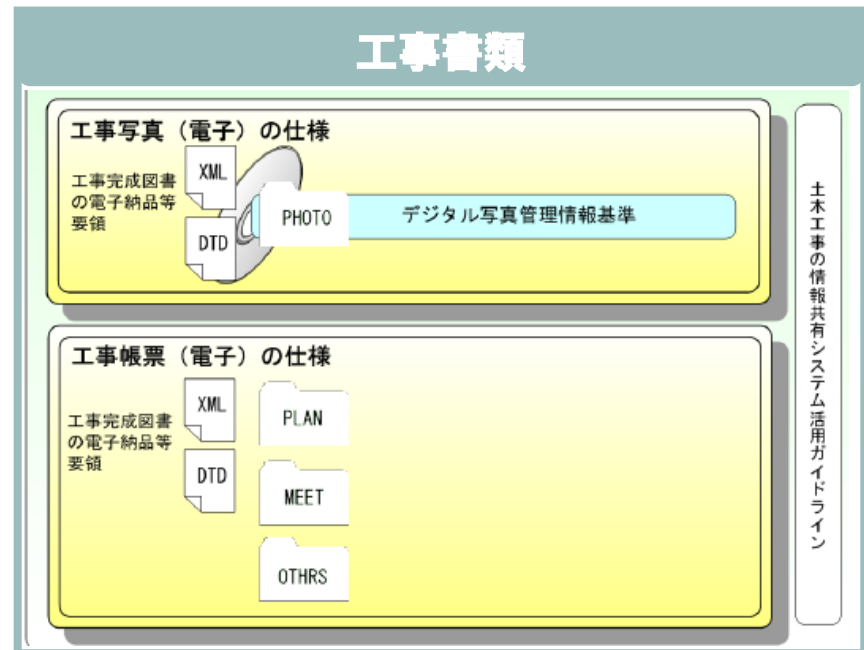 工事書類
工事写真（電子）の仕様
工事完成図書
の電子納品等
要領
XML
DTD
PHOTO
デジタル写真管理情報基準
工事帳票（電子）の仕様
工事完成図書
の電子納品等
要領
XML
DTD
PLAN
MEET
OTHRS
土木工事の情報共有システム活用ガイドライン